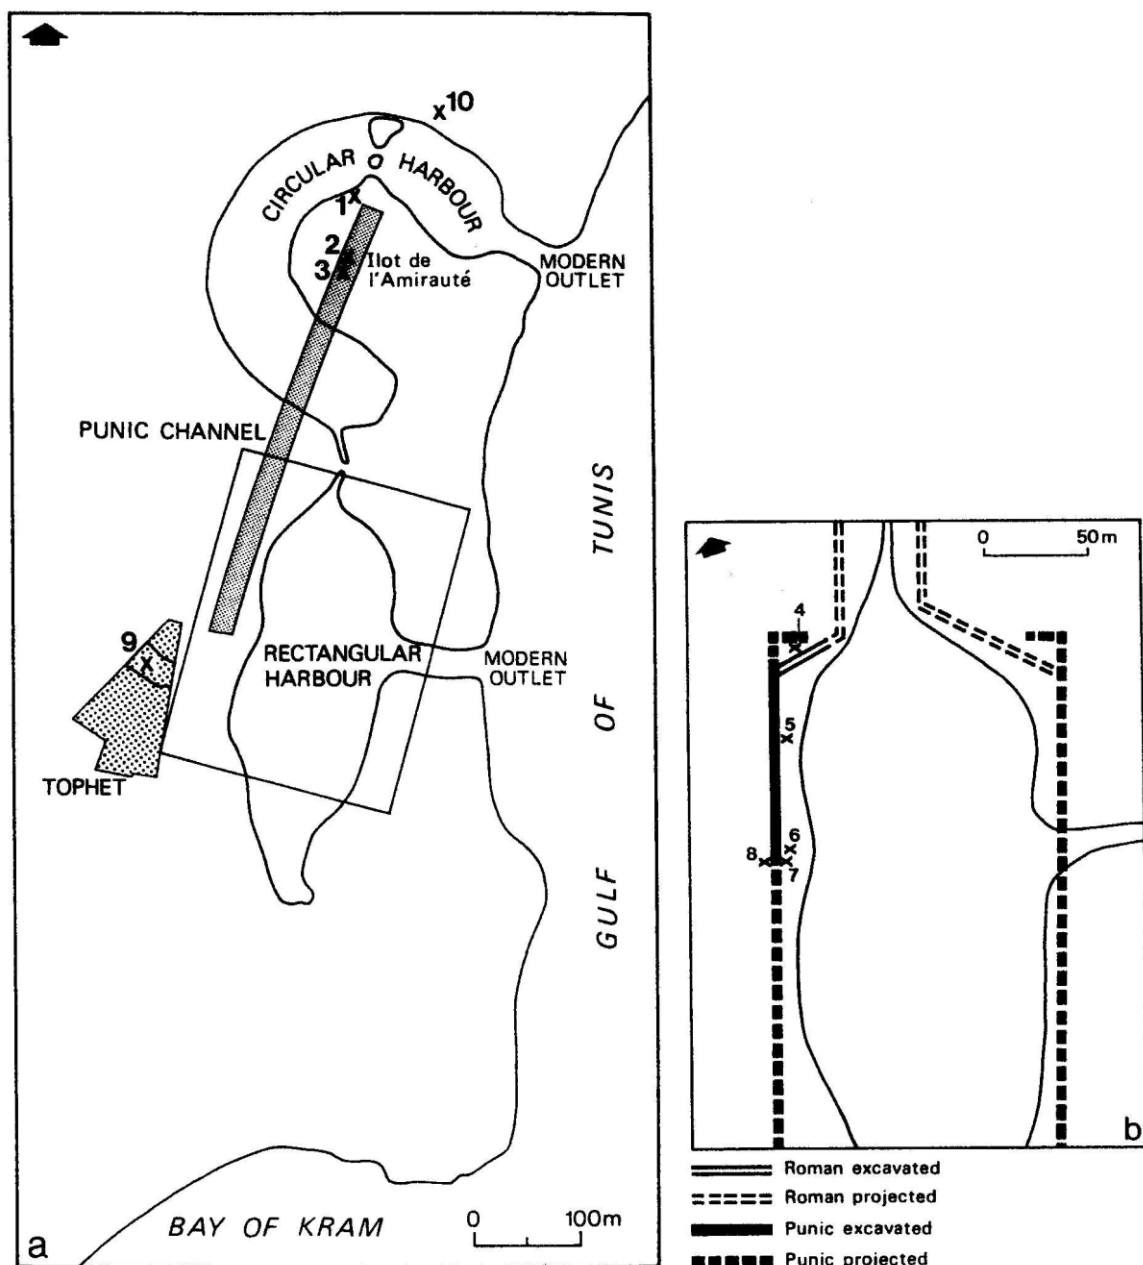 x10
CIRCULAR HARBOUR
1x
2
3
Ilot de
l'Amirauté
MODERN
OUTLET
PUNIC CHANNEL
GULF OF TUNIS
9
x
RECTANGULAR
HARBOUR
MODERN
OUTLET
TOPHET
BAY OF KRAM
0 100m
a
0 50m
4
x
x5
6
x
8 x x
7
b
Roman excavated
Roman projected
Punic excavated
Punic projected